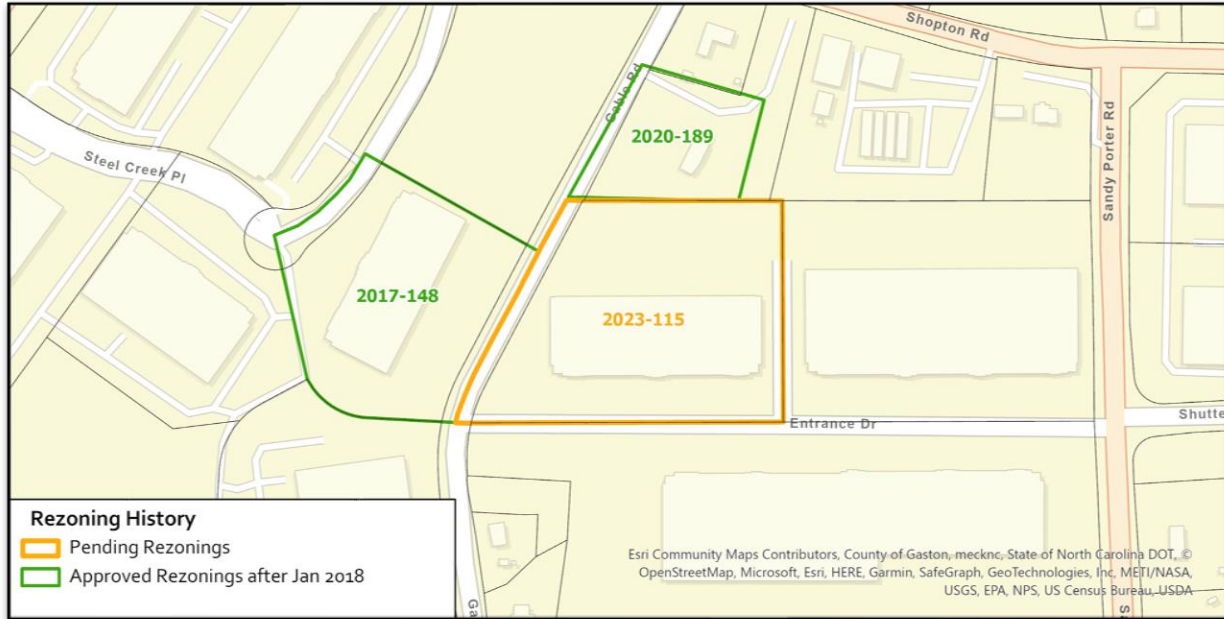 Shopton Rd
Gable Rd
2020-189
Steel Creek Pl
Sandy Porter Rd
2017-148
2023-115
Entrance Dr
Shutte
Rezoning History
Pending Rezonings
Approved Rezonings after Jan 2018
Ga
S
Esri Community Maps Contributors, County of Gaston, mecknc, State of North Carolina DOT, ©
OpenStreetMap, Microsoft, Esri, HERE, Garmin, SafeGraph, GeoTechnologies, Inc, METI/NASA,
USGS, EPA, NPS, US Census Bureau, USDA